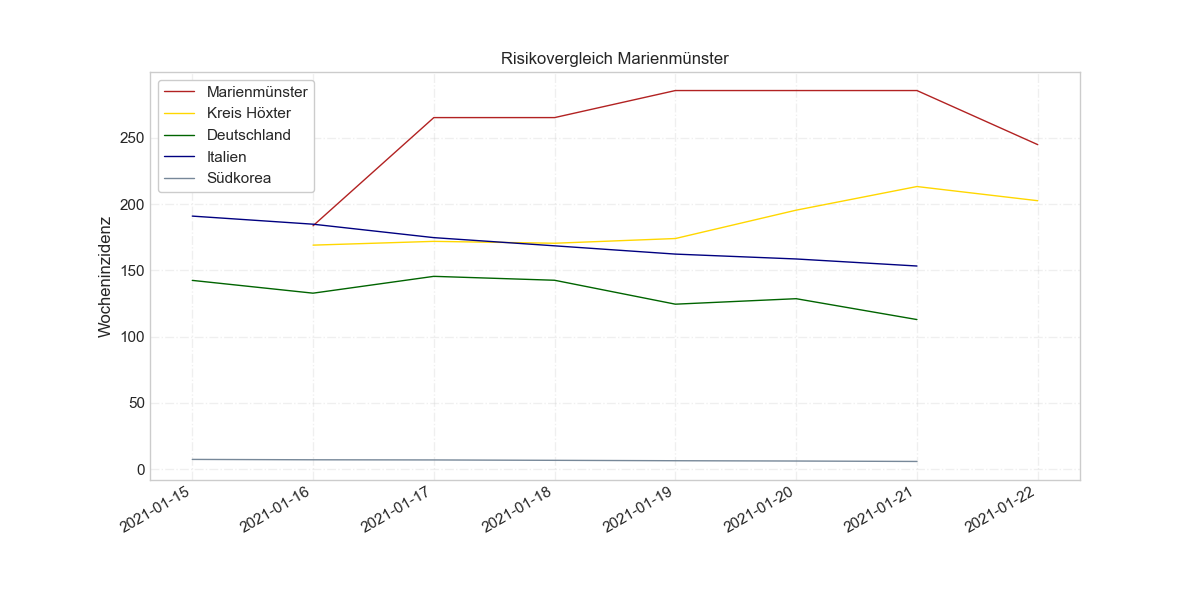 Risikovergleich Marienmünster
Marienmünster
Kreis Höxter
Deutschland
Italien
Südkorea
Wocheninzidenz
250
200
150
100
50
0
2021-01-15
2021-01-16
2021-01-17
2021-01-18
2021-01-19
2021-01-20
2021-01-21
2021-01-22